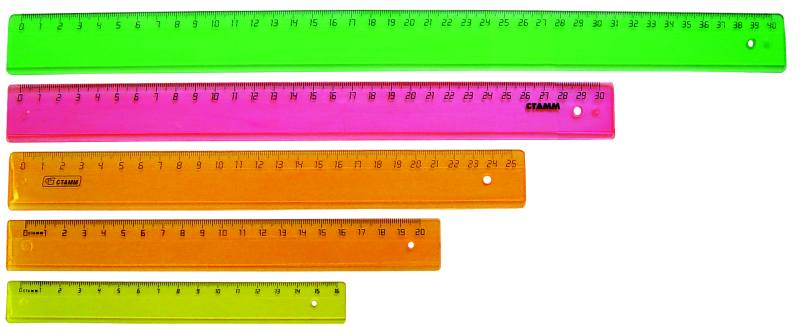 0 1 2 3 4 5 6 7 8 9 10 11 12 13 14 15 16 17 18 19 20 21 22 23 24 25 26 27 28 29 30 31 32 33 34 35 36 37 38 39 40
0 1 2 3 4 5 6 7 8 9 10 11 12 13 14 15 16 17 18 19 20 21 22 23 24 25 26 27 28 29 30
СТАММ
0 1 2 3 4 5 6 7 8 9 10 11 12 13 14 15 16 17 18 19 20 21 22 23 24 25
СТАММ
0 СТАММ 1 2 3 4 5 6 7 8 9 10 11 12 13 14 15 16 17 18 19 20
0 СТАММ 1 2 3 4 5 6 7 8 9 10 11 12 13 14 15 16